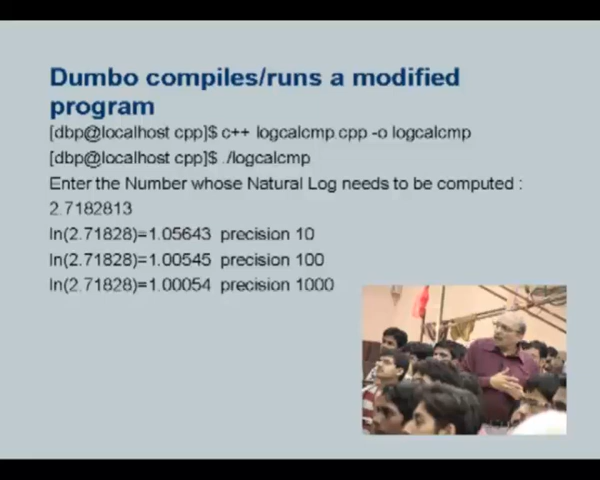 Dumbo compiles/runs a modified
program
[dbp@localhost cpp]$ c++ logcalcmp.cpp -o logcalcmp
[dbp@localhost cpp]$ ./logcalcmp
Enter the Number whose Natural Log needs to be computed :
2.7182813
ln(2.71828)=1.05643 precision 10
ln(2.71828)=1.00545 precision 100
ln(2.71828)=1.00054 precision 1000